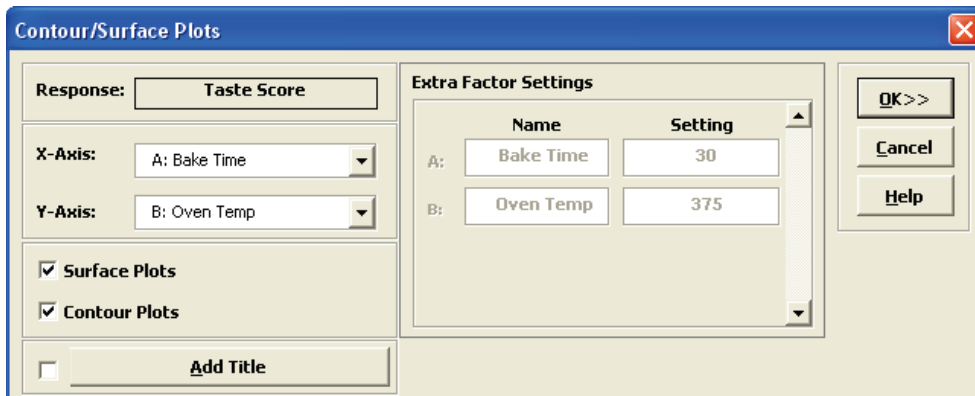 Contour/Surface Plots
Response: Taste Score
X-Axis: A: Bake Time
Y-Axis: B: Oven Temp
Surface Plots
Contour Plots
Add Title
Extra Factor Settings
Name Setting
A: Bake Time 30
B: Oven Temp 375
OK>>
Cancel
Help